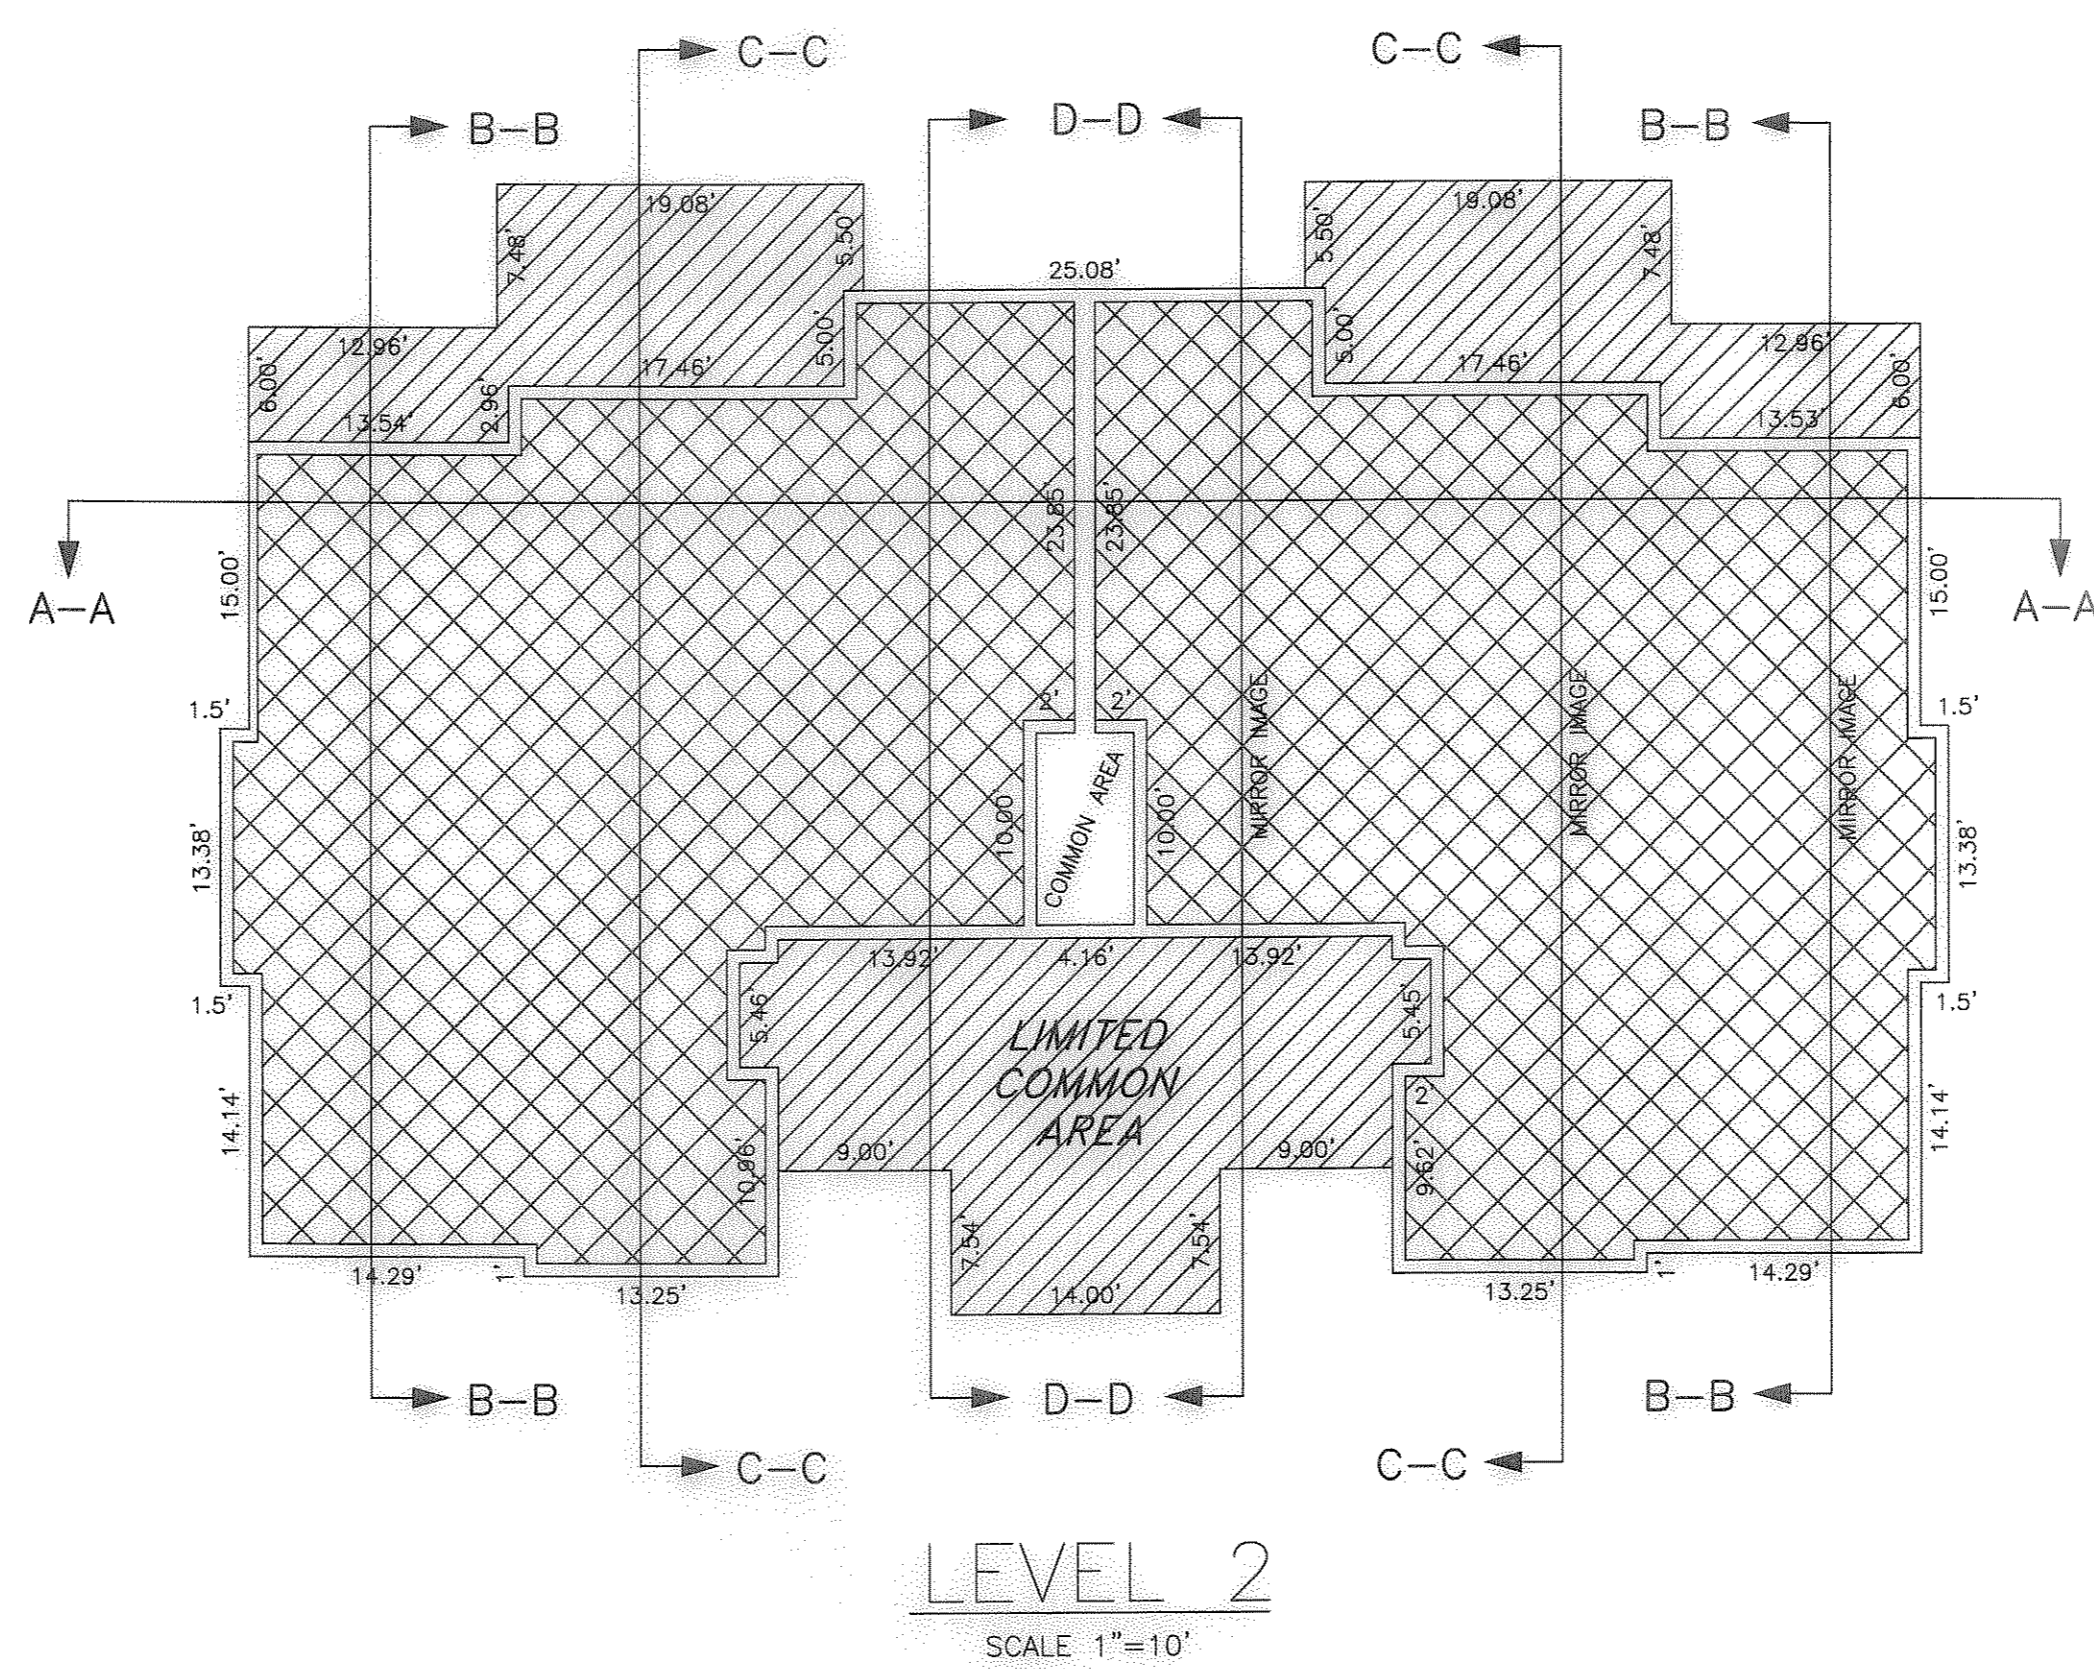 C-C
C-C
B-B
D-D
B-B
19.08'
19.08'
7.48'
5.50'
5.50'
7.48'
25.08'
12.96'
12.96'
6.00'
17.46'
5.00'
5.00'
17.46'
6.00'
13.54'
2.96'
13.53'
23.85'
23.85'
15.00'
15.00'
A-A
A-A
1.5'
2'
2'
MIRROR IMAGE
MIRROR IMAGE
MIRROR IMAGE
1.5'
13.38'
10.00'
COMMON AREA
10.00'
13.38'
13.92'
4.16'
13.92'
1.5'
5.46'
5.45'
1.5'
LIMITED
COMMON
AREA
14.14'
2'
14.14'
10.96'
9.00'
9.00'
9.62'
7.54'
7.54'
14.29'
1'
13.25'
14.00'
13.25'
1'
14.29'
B-B
D-D
B-B
C-C
C-C
LEVEL 2
SCALE 1"=10'